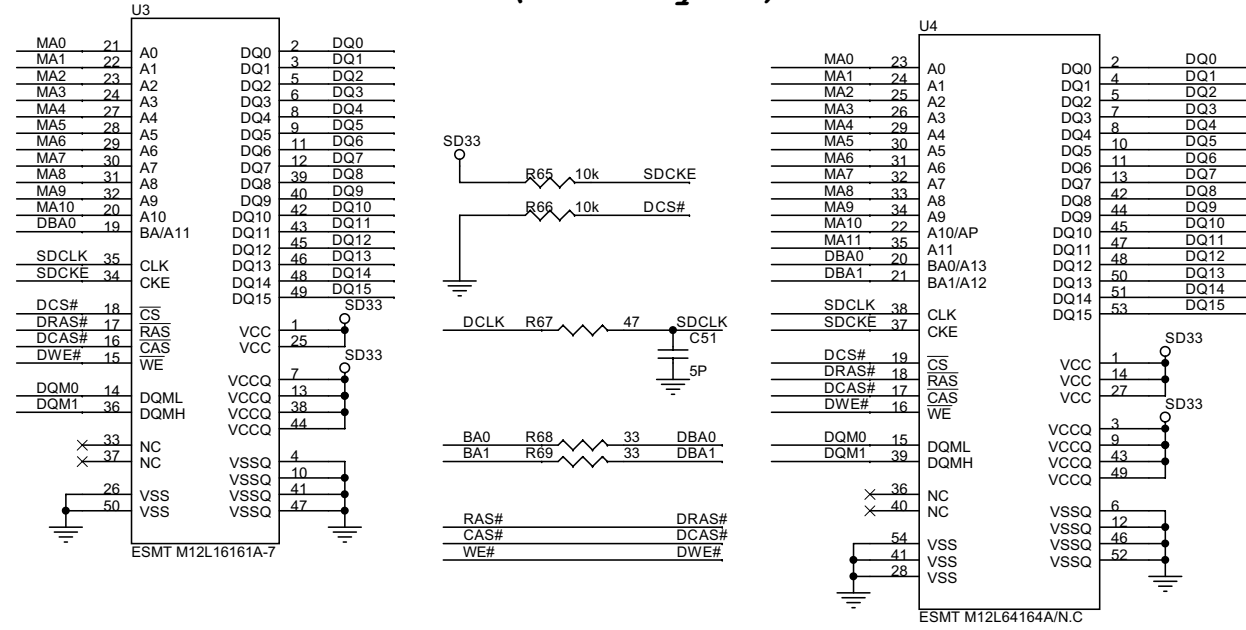 U3
MA0 21 A0 DQ0 2 DQ0
MA1 22 A1 DQ1 3 DQ1
MA2 23 A2 DQ2 5 DQ2
MA3 24 A3 DQ3 6 DQ3
MA4 27 A4 DQ4 8 DQ4
MA5 28 A5 DQ5 9 DQ5
MA6 29 A6 DQ6 11 DQ6
MA7 30 A7 DQ7 12 DQ7
MA8 31 A8 DQ8 39 DQ8
MA9 32 A9 DQ9 40 DQ9
MA10 20 A10 DQ10 42 DQ10
DBA0 19 BA/A11 DQ11 43 DQ11
DQ12 45 DQ12
SDCLK 35 CLK DQ13 46 DQ13
SDCKE 34 CKE DQ14 48 DQ14
DQ15 49 DQ15
DCS# 18 CS SD33
DRAS# 17 RAS VCC 1
DCAS# 16 CAS VCC 25
DWE# 15 WE SD33
VCCQ 7
DQM0 14 DQML VCCQ 13
DQM1 36 DQMH VCCQ 38
VCCQ 44
33 NC
37 NC VSSQ 4
VSSQ 10
26 VSS VSSQ 41
50 VSS VSSQ 47
ESMT M12L16161A-7
SD33
R65 10k SDCKE
R66 10k DCS#
DCLK R67 47 SDCLK
C51
5P
BA0 R68 33 DBA0
BA1 R69 33 DBA1
RAS# DRAS#
CAS# DCAS#
WE# DWE#
U4
MA0 23 A0 DQ0 2 DQ0
MA1 24 A1 DQ1 4 DQ1
MA2 25 A2 DQ2 5 DQ2
MA3 26 A3 DQ3 7 DQ3
MA4 29 A4 DQ4 8 DQ4
MA5 30 A5 DQ5 10 DQ5
MA6 31 A6 DQ6 11 DQ6
MA7 32 A7 DQ7 13 DQ7
MA8 33 A8 DQ8 42 DQ8
MA9 34 A9 DQ9 44 DQ9
MA10 22 A10/AP DQ10 45 DQ10
MA11 35 A11 DQ11 47 DQ11
DBA0 20 BA0/A13 DQ12 48 DQ12
DBA1 21 BA1/A12 DQ13 50 DQ13
DQ14 51 DQ14
SDCLK 38 CLK DQ15 53 DQ15
SDCKE 37 CKE
SD33
DCS# 19 CS VCC 1
DRAS# 18 RAS VCC 14
DCAS# 17 CAS VCC 27
DWE# 16 WE SD33
VCCQ 3
DQM0 15 DQML VCCQ 9
DQM1 39 DQMH VCCQ 43
VCCQ 49
36 NC
40 NC VSSQ 6
VSSQ 12
54 VSS VSSQ 46
41 VSS VSSQ 52
28 VSS
ESMT M12L64164A/N.C